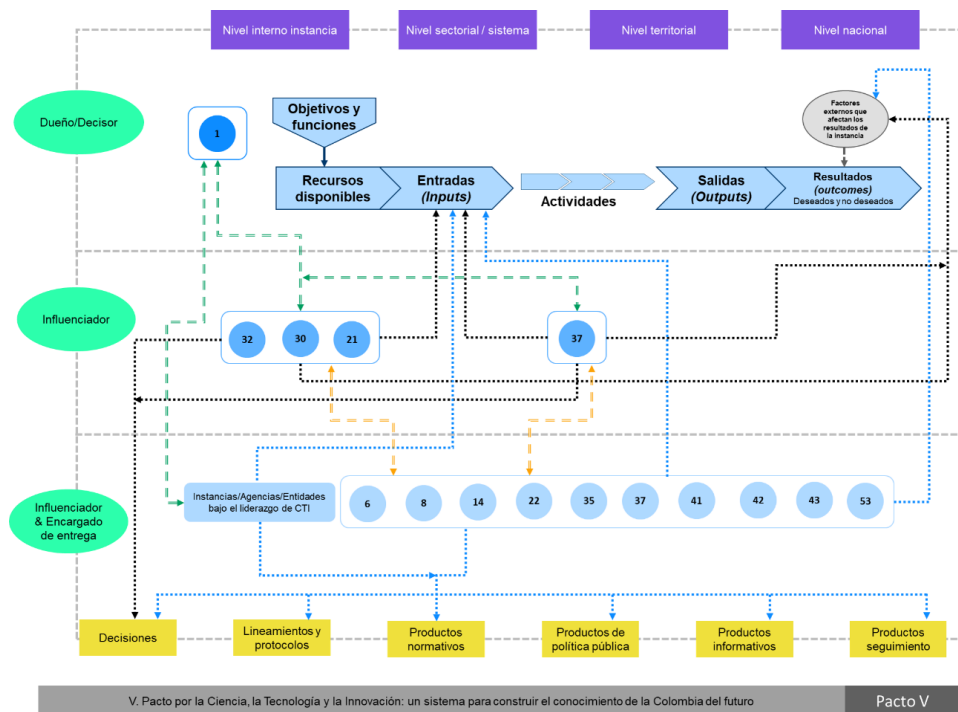 Nivel interno instancia
Nivel sectorial / sistema
Nivel territorial
Nivel nacional
Dueño/Decisor
1
Objetivos y
funciones
Factores
externos que
afectan los
resultados de
la instancia
Recursos
disponibles
Entradas
(Inputs)
Actividades
Salidas
(Outputs)
Resultados
(outcomes)
Deseados y no deseados
Influenciador
32
30
21
37
Influenciador
& Encargado
de entrega
Instancias/Agencias/Entidades
bajo el liderazgo de CTI
6
8
14
22
35
37
41
42
43
53
Decisiones
Lineamientos y
protocolos
Productos
normativos
Productos de
política pública
Productos
informativos
Productos
seguimiento
V. Pacto por la Ciencia, la Tecnología y la Innovación: un sistema para construir el conocimiento de la Colombia del futuro
Pacto V